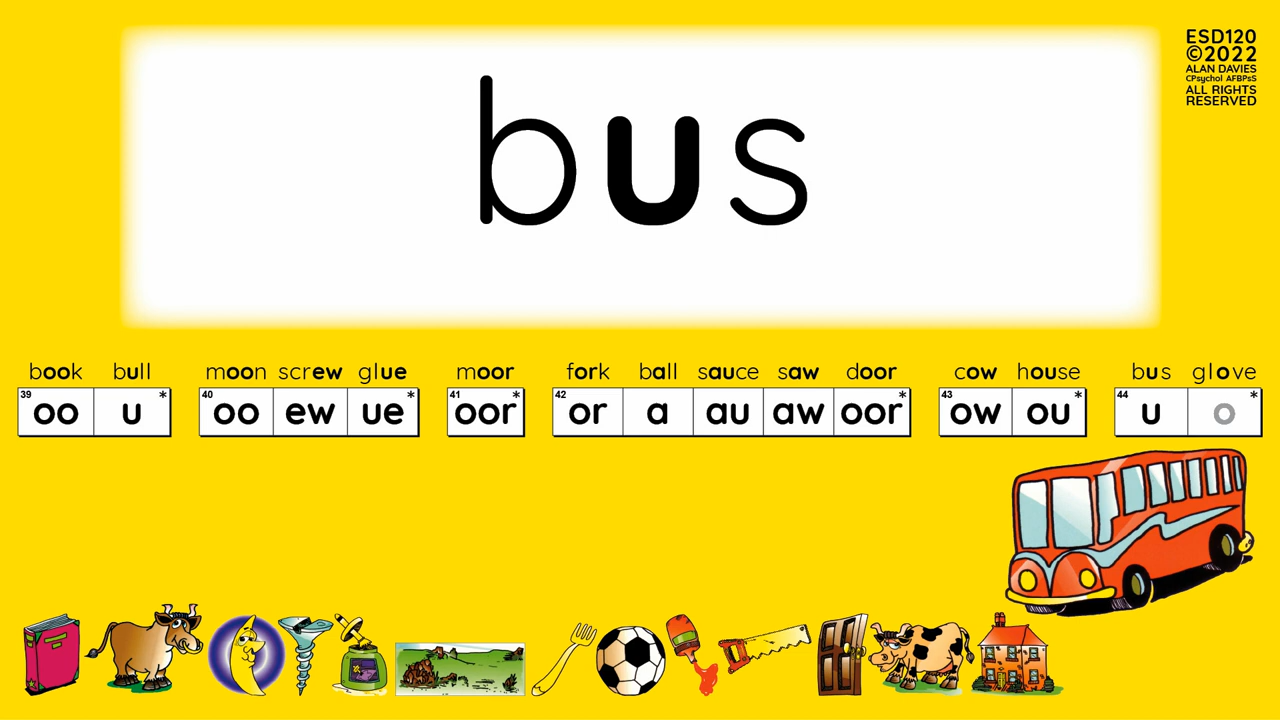 bus
ESD120
©2022
ALAN DAVIES
CPsychol AFBPsS
ALL RIGHTS
RESERVED
book bull moon screw glue moor fork ball sauce saw door cow house bus glove
39 oo u * 40 oo ew ue * 41 oor * 42 or a au aw oor * 43 ow ou * 44 u o *